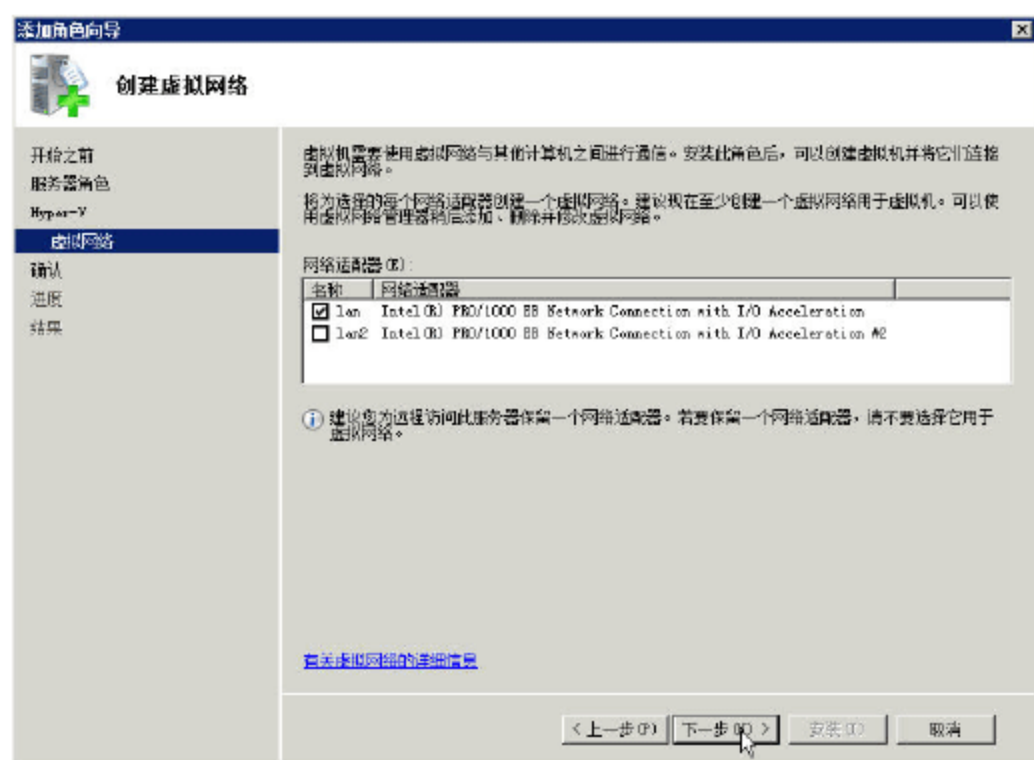 添加角色向导
创建虚拟网络
开始之前
服务器角色
Hyper-V
虚拟网络
确认
进度
结果
虚拟机需要使用虚拟网络与其他计算机之间进行通信。安装此角色后，可以创建虚拟机并将它们连接
到虚拟网络。
将为选择的每个网络适配器创建一个虚拟网络。建议现在至少创建一个虚拟网络用于虚拟机。可以使
用虚拟网络管理器稍后添加、删除并修改虚拟网络。
网络适配器(E):
名称 网络适配器
lan Intel(R) PRO/1000 EB Network Connection with I/O Acceleration
lan2 Intel(R) PRO/1000 EB Network Connection with I/O Acceleration #2
建议您为远程访问此服务器保留一个网络适配器。若要保留一个网络适配器，请不要选择它用于
虚拟网络。
有关虚拟网络的详细信息
<上一步(P) 下一步(N)> 安装(I) 取消